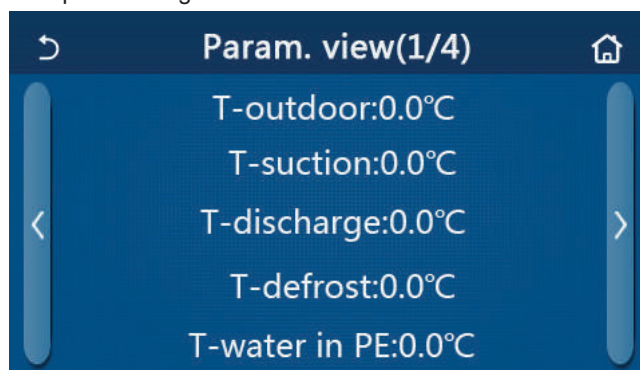 Param. view(1/4)
T-outdoor:0.0℃
T-suction:0.0℃
T-discharge:0.0℃
T-defrost:0.0℃
T-water in PE:0.0℃